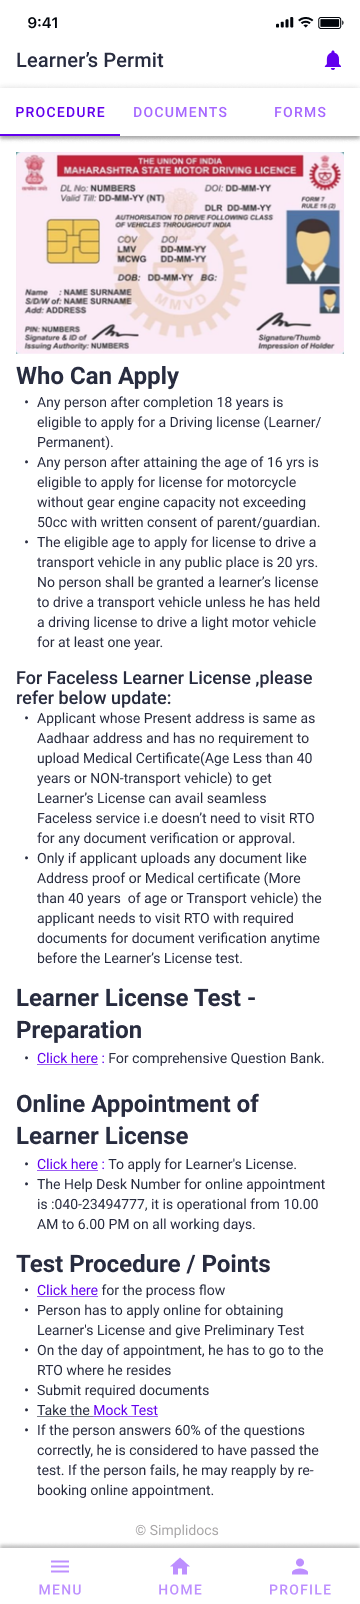 9:41
Learner's Permit
PROCEDURE DOCUMENTS FORMS
THE UNION OF INDIA
MAHARASHTRA STATE MOTOR DRIVING LICENCE
DL No: NUMBERS DOI: DD-MM-YY
Valid Till: DD-MM-YY (NT)
DLR DD-MM-YY
FORM 7
RULE 16 (2)
AUTHORISATION TO DRIVE FOLLOWING CLASS
OF VEHICLES THROUGHOUT INDIA
COV DOI
LMV DD-MM-YY
MCWG DD-MM-YY
DOB: DD-MM-YY BG:
MMVD
Name : NAME SURNAME
S/D/W of: NAME SURNAME
Add: ADDRESS
PIN: NUMBERS
Signature & ID of
Issuing Authority: NUMBERS
Signature/Thumb
Impression of Holder
Who Can Apply
• Any person after completion 18 years is
eligible to apply for a Driving license (Learner/
Permanent).
• Any person after attaining the age of 16 yrs is
eligible to apply for license for motorcycle
without gear engine capacity not exceeding
50cc with written consent of parent/guardian.
• The eligible age to apply for license to drive a
transport vehicle in any public place is 20 yrs.
No person shall be granted a learner's license
to drive a transport vehicle unless he has held
a driving license to drive a light motor vehicle
for at least one year.
For Faceless Learner License ,please
refer below update:
• Applicant whose Present address is same as
Aadhaar address and has no requirement to
upload Medical Certificate(Age Less than 40
years or NON-transport vehicle) to get
Learner's License can avail seamless
Faceless service i.e doesn't need to visit RTO
for any document verification or approval.
• Only if applicant uploads any document like
Address proof or Medical certificate (More
than 40 years of age or Transport vehicle) the
applicant needs to visit RTO with required
documents for document verification anytime
before the Learner's License test.
Learner License Test -
Preparation
• Click here : For comprehensive Question Bank.
Online Appointment of
Learner License
• Click here : To apply for Learner's License.
• The Help Desk Number for online appointment
is :040-23494777, it is operational from 10.00
AM to 6.00 PM on all working days.
Test Procedure / Points
• Click here for the process flow
• Person has to apply online for obtaining
Learner's License and give Preliminary Test
• On the day of appointment, he has to go to the
RTO where he resides
• Submit required documents
• Take the Mock Test
• If the person answers 60% of the questions
correctly, he is considered to have passed the
test. If the person fails, he may reapply by re-
booking online appointment.
© Simplidocs
MENU HOME PROFILE